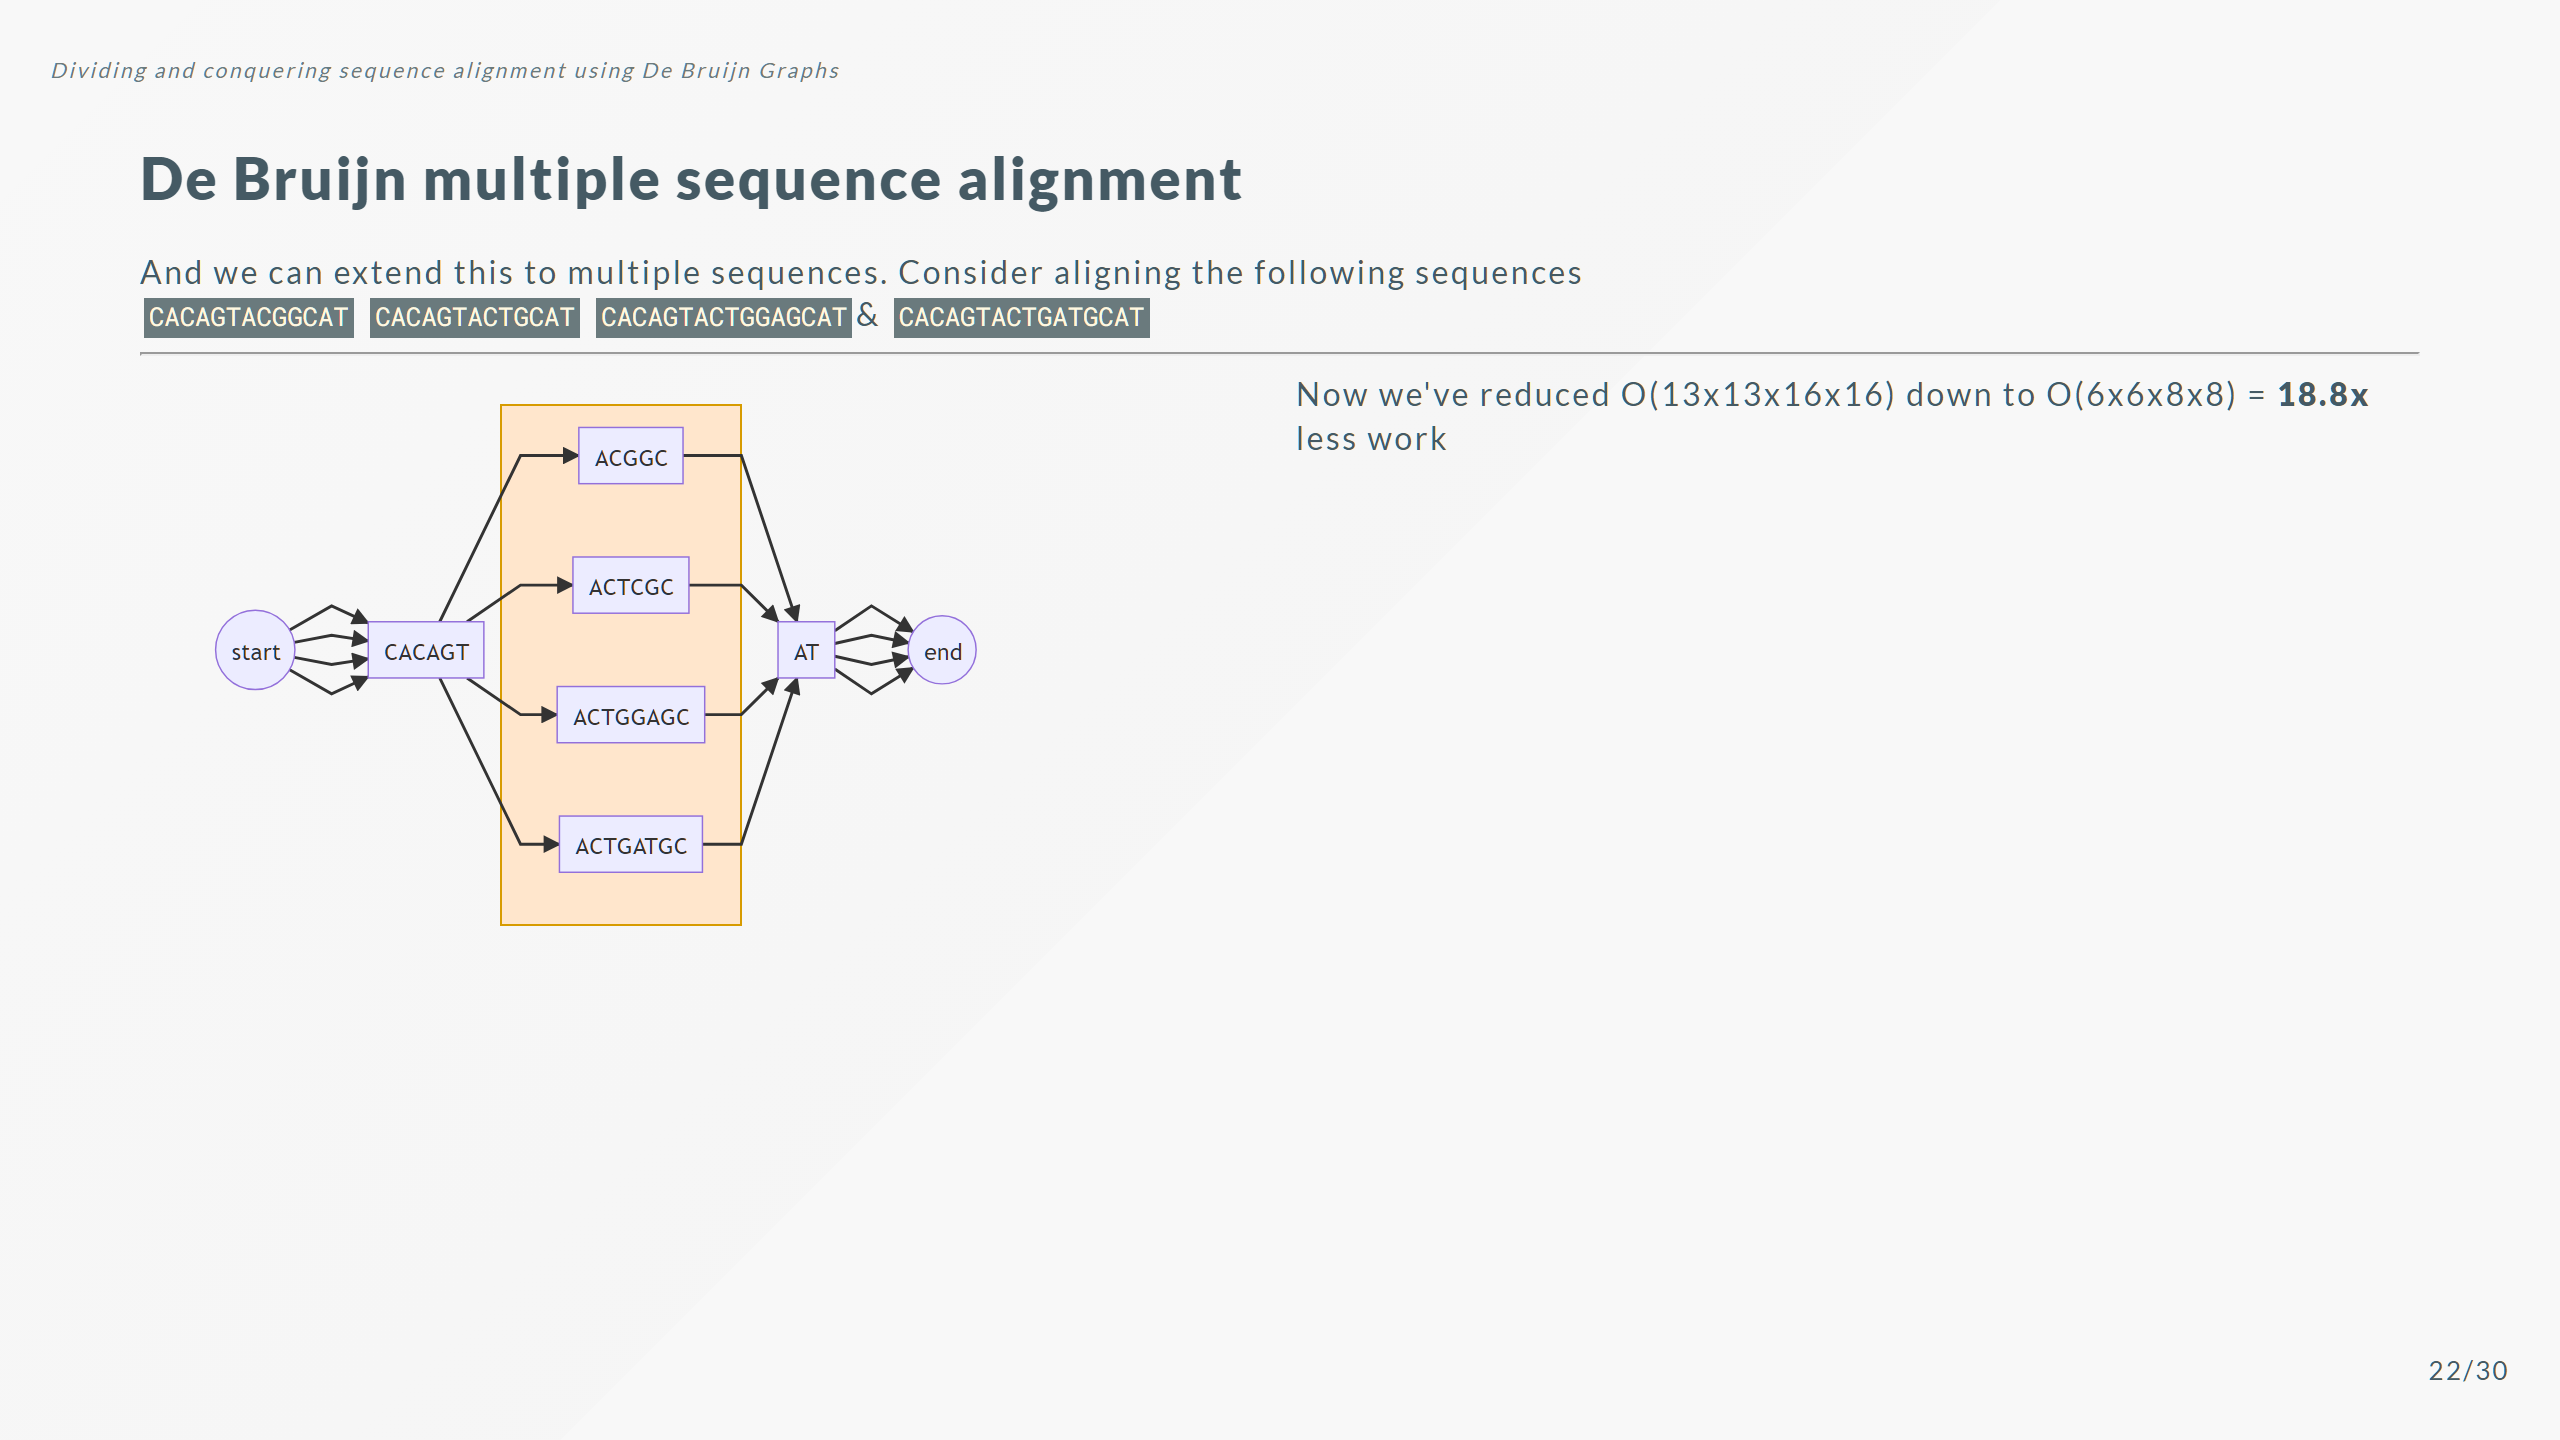 Dividing and conquering sequence alignment using De Bruijn Graphs
De Bruijn multiple sequence alignment
And we can extend this to multiple sequences. Consider aligning the following sequences
CACAGTACGGCAT CACAGTACTGCAT CACAGTACTGGAGCAT & CACAGTACTGATGCAT
Now we've reduced O(13x13x16x16) down to O(6x6x8x8) = 18.8x
less work
ACGGC
ACTCGC
start
CACAGT
AT
end
ACTGGAGC
ACTGATGC
22/30